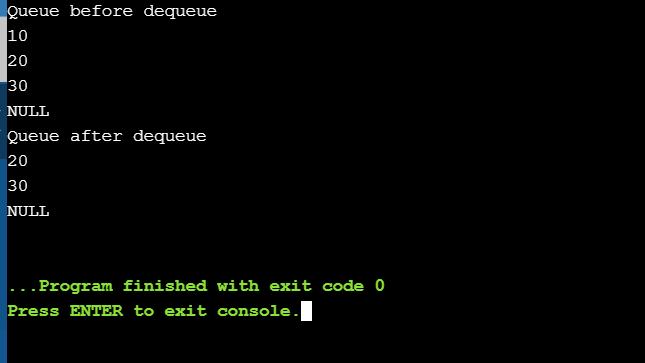 Queue before dequeue
10
20
30
NULL
Queue after dequeue
20
30
NULL
...Program finished with exit code 0
Press ENTER to exit console.